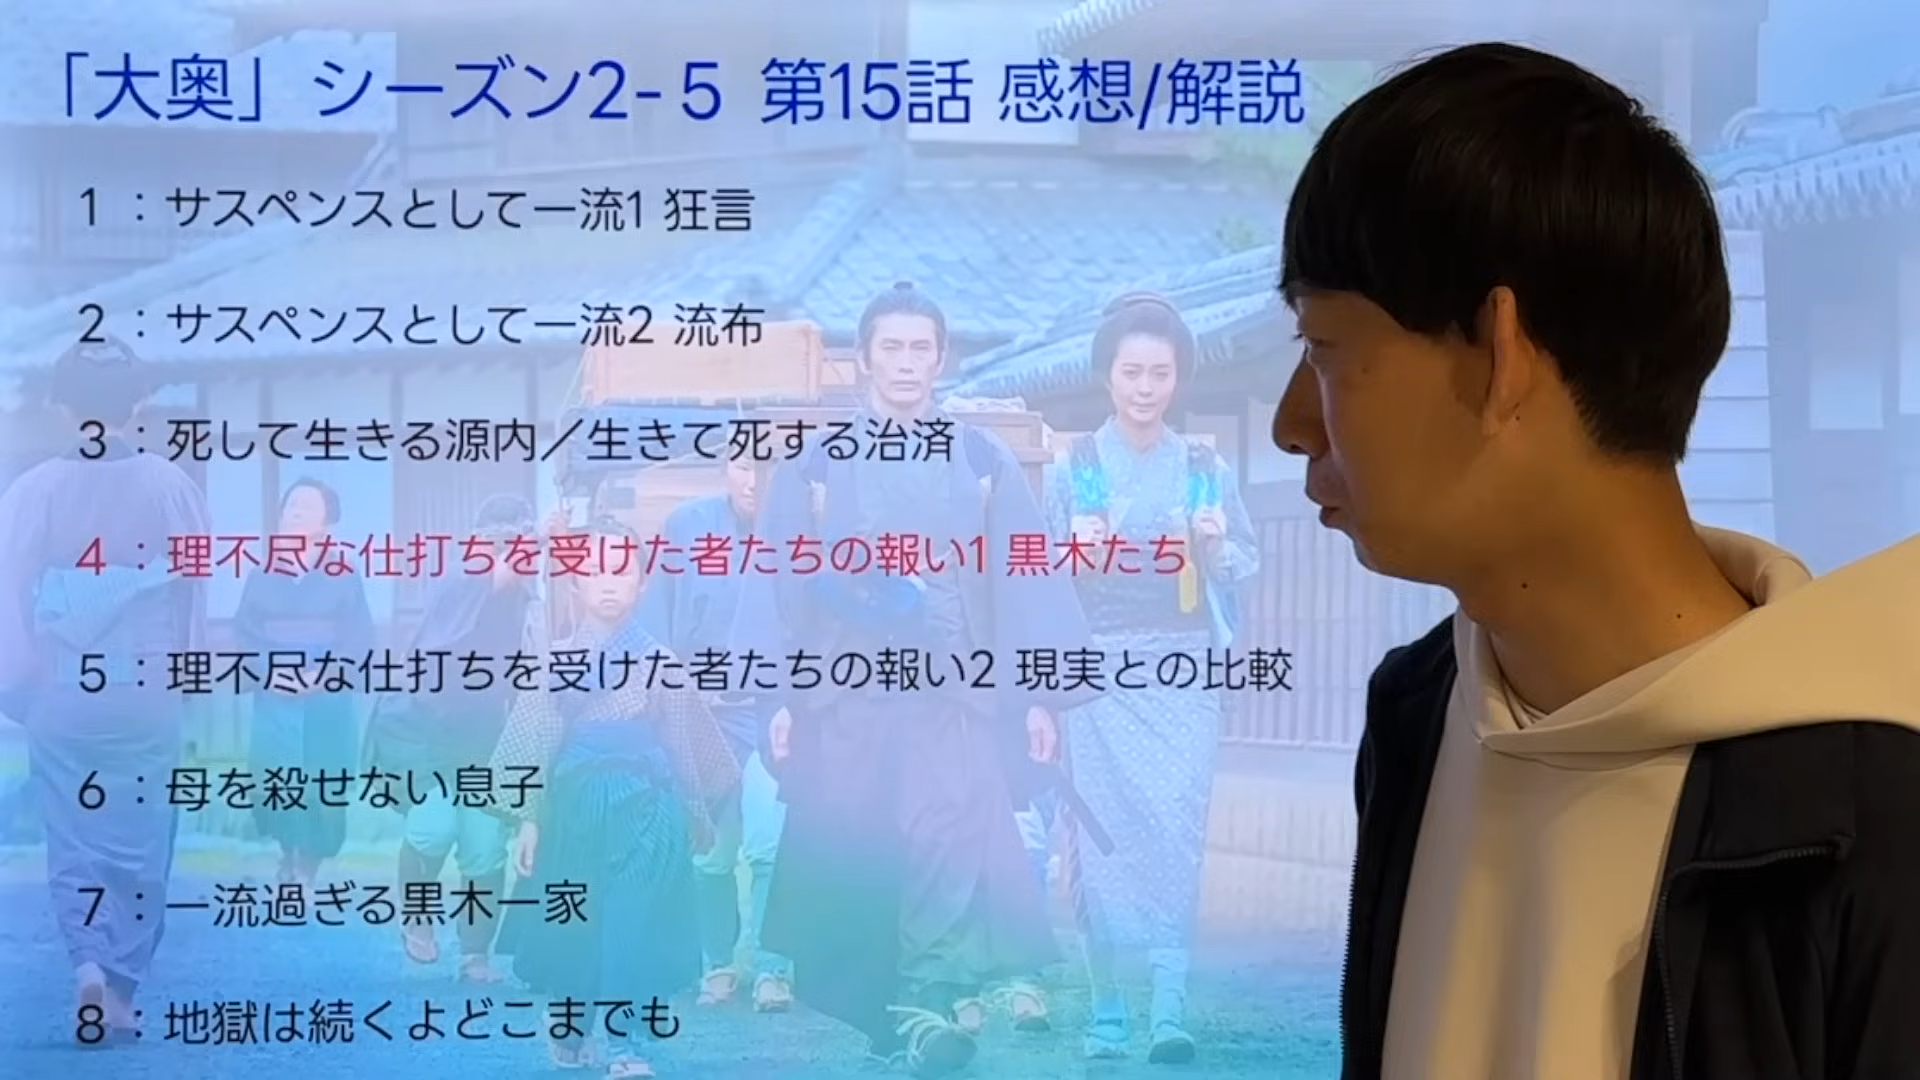 「大奥」シーズン2-5 第15話 感想/解説
1：サスペンスとして一流1 狂言
2：サスペンスとして一流2 流布
3：死して生きる源内／生きて死する治済
4：理不尽な仕打ちを受けた者たちの報い1 黒木たち
5：理不尽な仕打ちを受けた者たちの報い2 現実との比較
6：母を殺せない息子
7：一流過ぎる黒木一家
8：地獄は続くよどこまでも